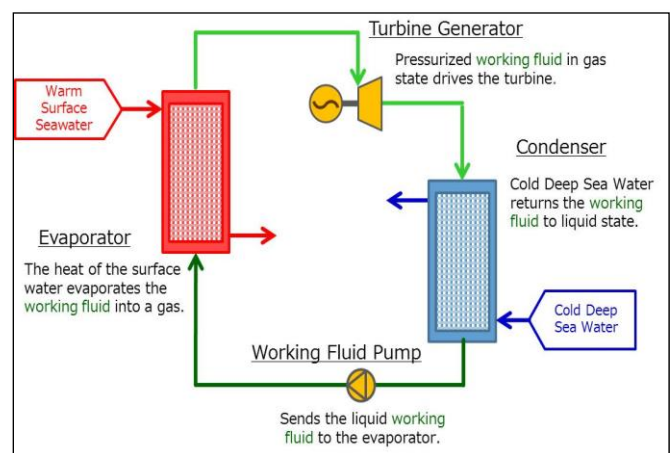 Turbine Generator
Pressurized working fluid in gas
state drives the turbine.
Warm
Surface
Seawater
Condenser
Cold Deep Sea Water
returns the working
fluid to liquid state.
Evaporator
The heat of the surface
water evaporates the
working fluid into a gas.
Cold Deep
Sea Water
Working Fluid Pump
Sends the liquid working
fluid to the evaporator.